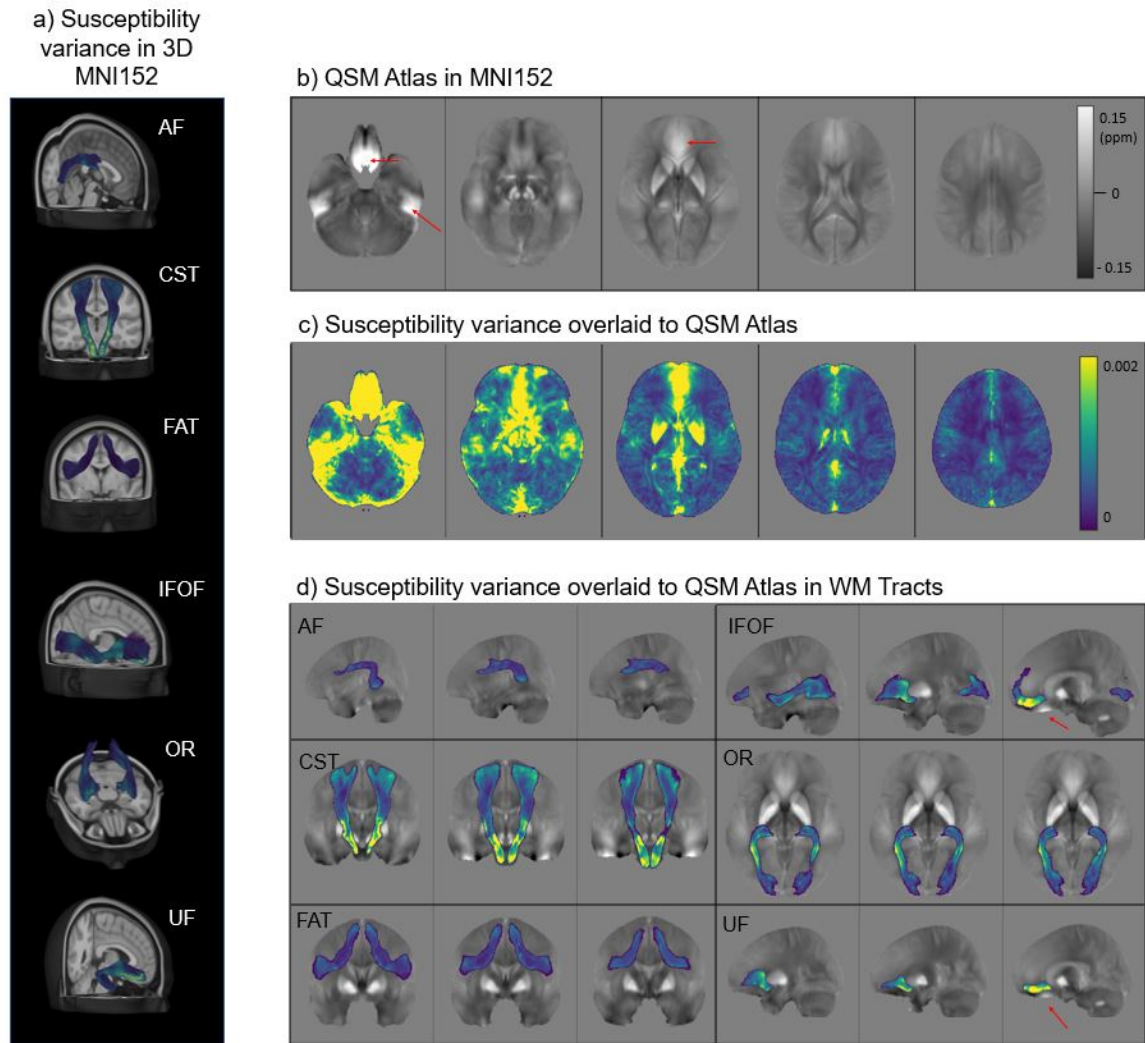 a) Susceptibility
variance in 3D
MNI152
AF
CST
FAT
IFOF
OR
UF
b) QSM Atlas in MNI152
0.15
(ppm)
0
- 0.15
c) Susceptibility variance overlaid to QSM Atlas
0.002
0
d) Susceptibility variance overlaid to QSM Atlas in WM Tracts
AF
IFOF
CST
OR
FAT
UF